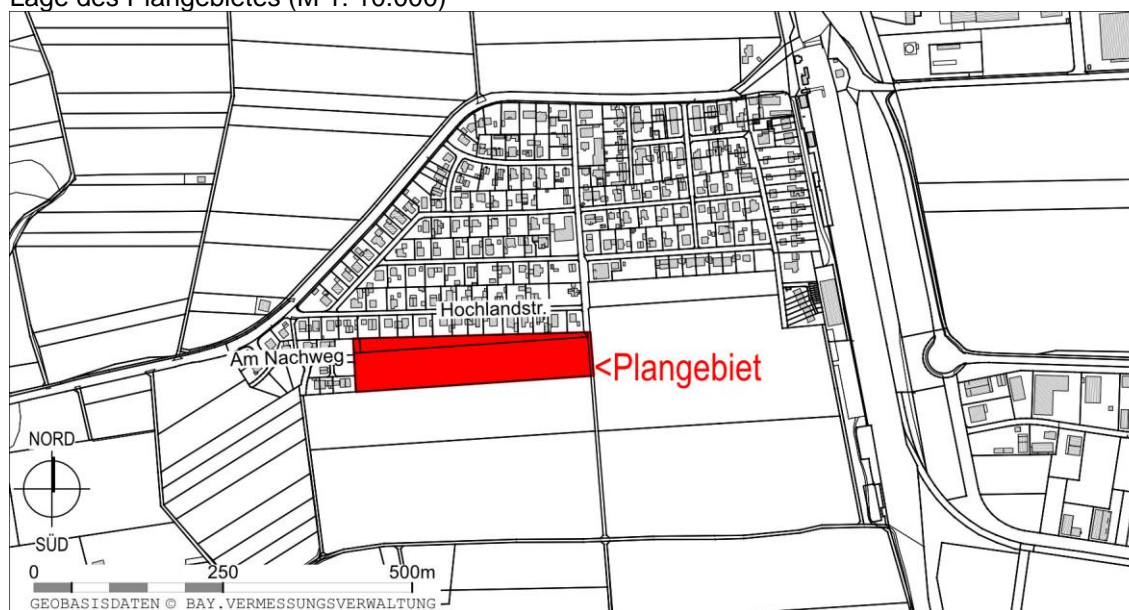 Lage des Plangebietes (M 1: 10.000)
Hochlandstr.
Am Nachweg
<Plangebiet
NORD
SÜD
0 250 500m
GEOBASISDATEN © BAY.VERMESSUNGSVERWALTUNG